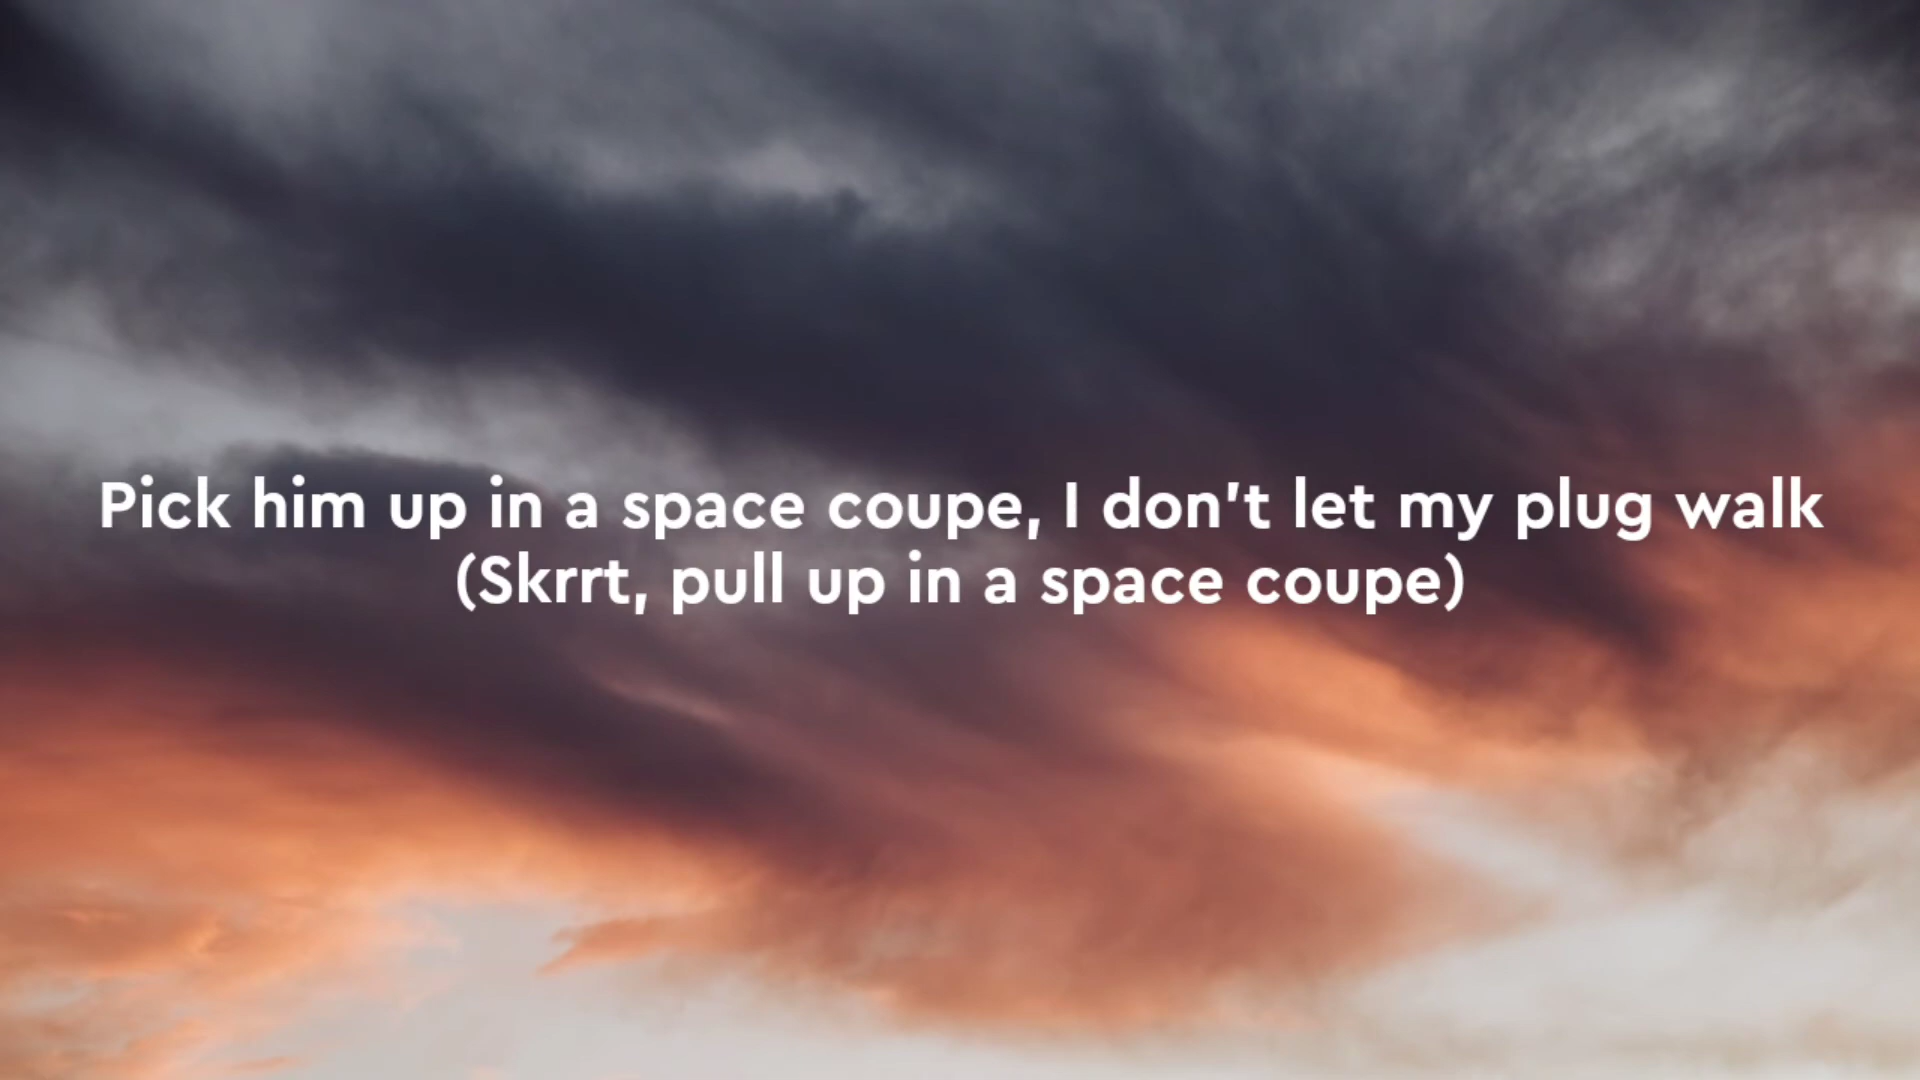 Pick him up in a space coupe, I don't let my plug walk
(Skrrt, pull up in a space coupe)